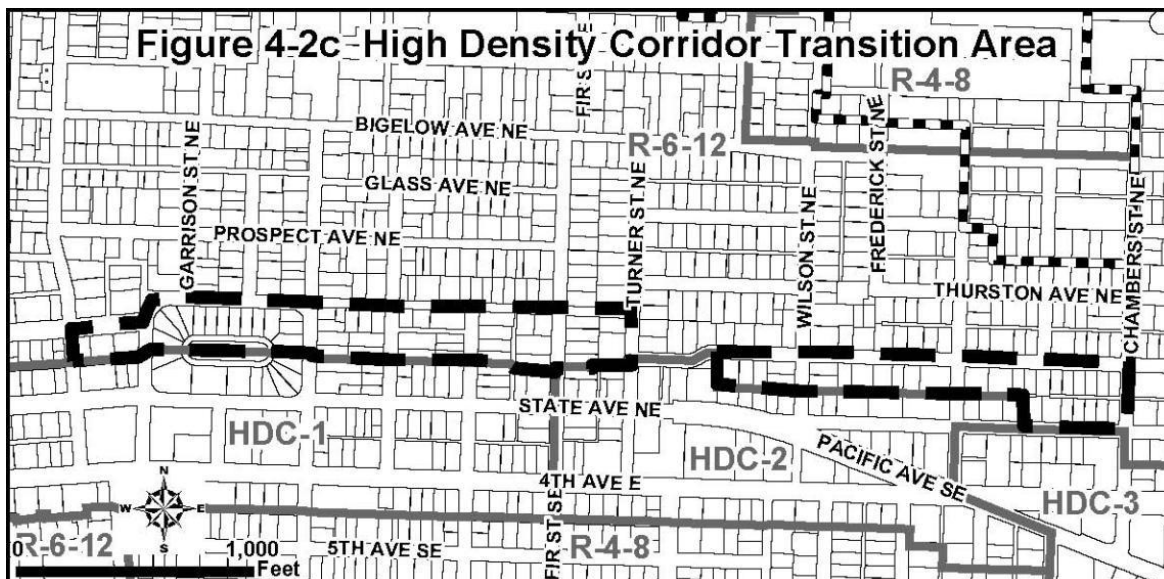 Figure 4-2c High Density Corridor Transition Area
FIR ST NE
R-4-8
BIGELOW AVE NE
R-6-12
GARRISON ST NE
GLASS AVE NE
FREDERICK ST NE
PROSPECT AVE NE
TURNER ST NE
WILSON ST NE
CHAMBERS ST NE
THURSTON AVE NE
STATE AVE NE
HDC-1
HDC-2
PACIFIC AVE SE
4TH AVE E
HDC-3
N
W
E
S
FIR ST SE
R-6-12
5TH AVE SE
R-4-8
0
1,000
Feet